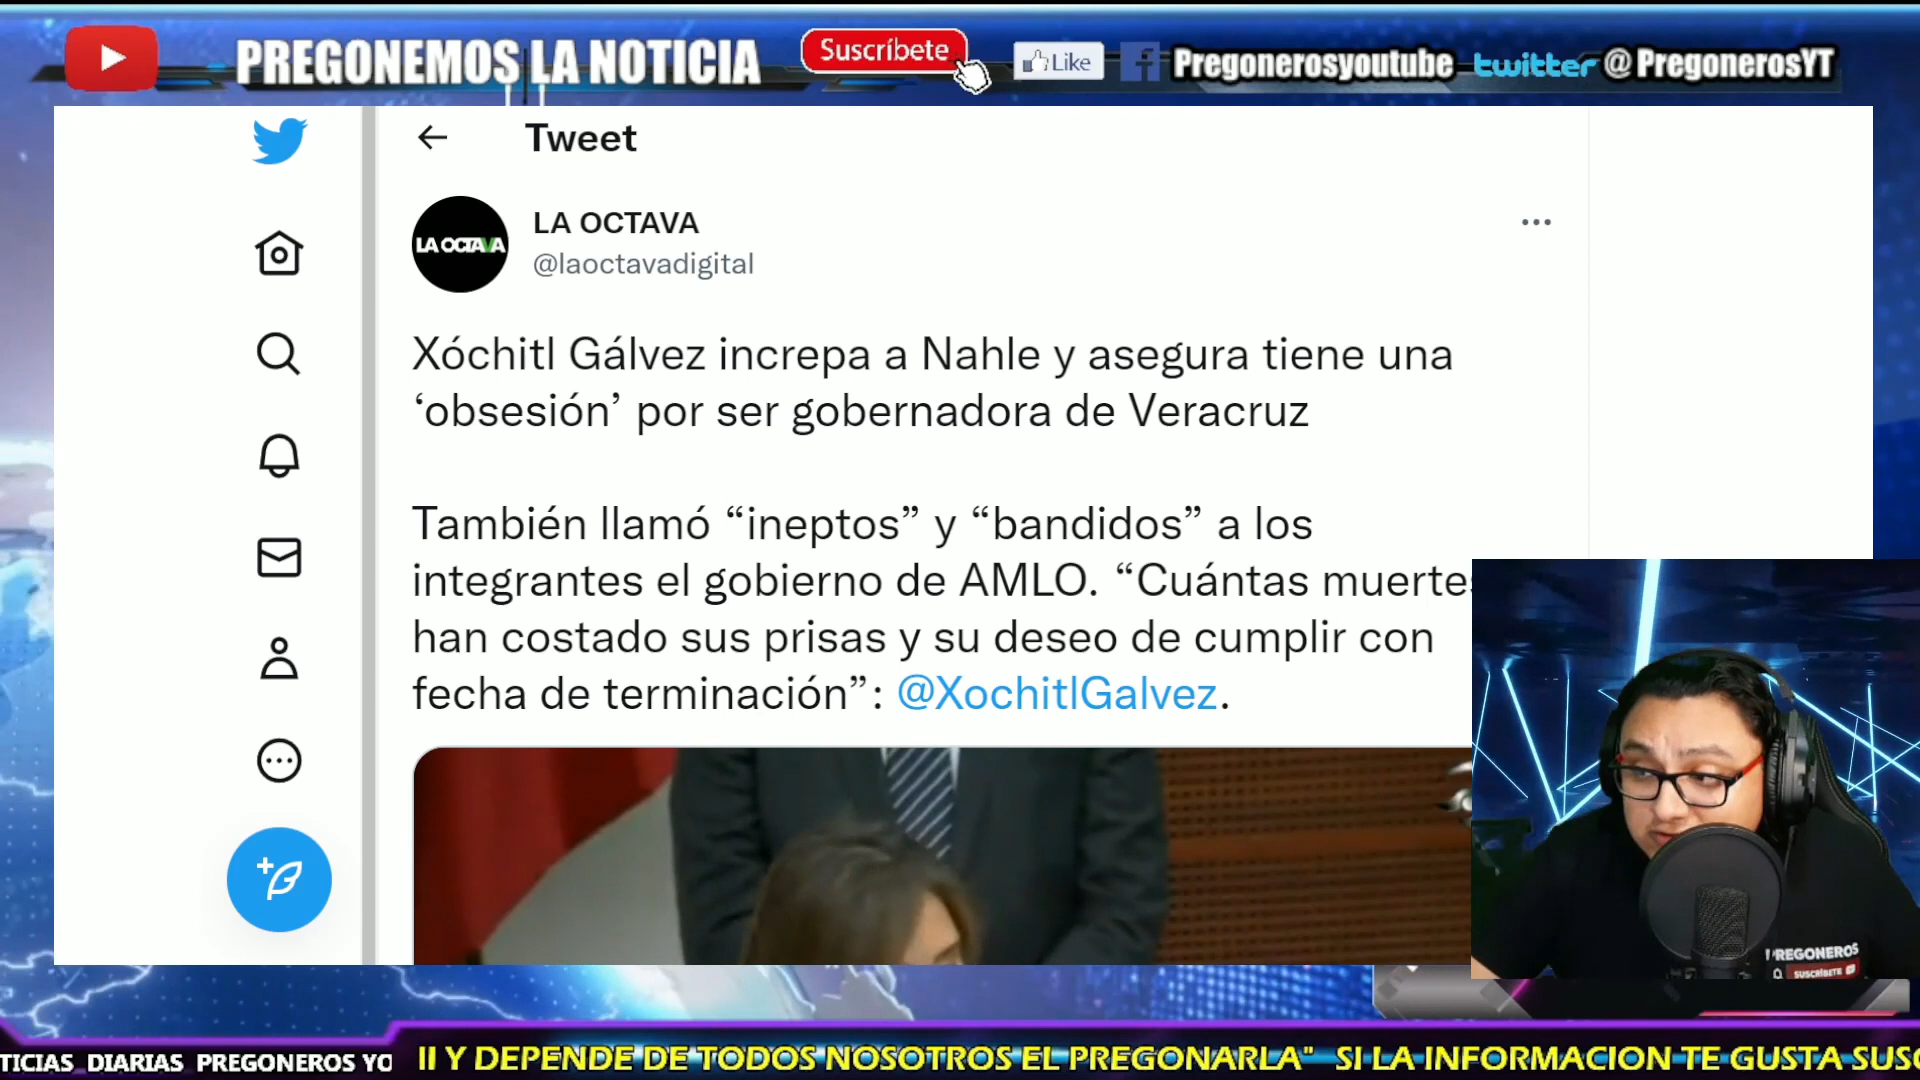 PREGONEMOS LA NOTICIA
Suscríbete
Like
Pregonerosyoutube
twitter @PregonerosYT
Tweet
LA OCTAVA
LA OCTAVA
@laoctavadigital
Xóchitl Gálvez increpa a Nahle y asegura tiene una
‘obsesión’ por ser gobernadora de Veracruz
También llamó “ineptos” y “bandidos” a los
integrantes el gobierno de AMLO. “Cuántas muertes
han costado sus prisas y su deseo de cumplir con
fecha de terminación”: @XochitlGalvez.
PREGONEROS
SUSCRÍBETE
TICIAS DIARIAS PREGONEROS YO
II Y DEPENDE DE TODOS NOSOTROS EL PREGONARLA" SI LA INFORMACION TE GUSTA SUSC